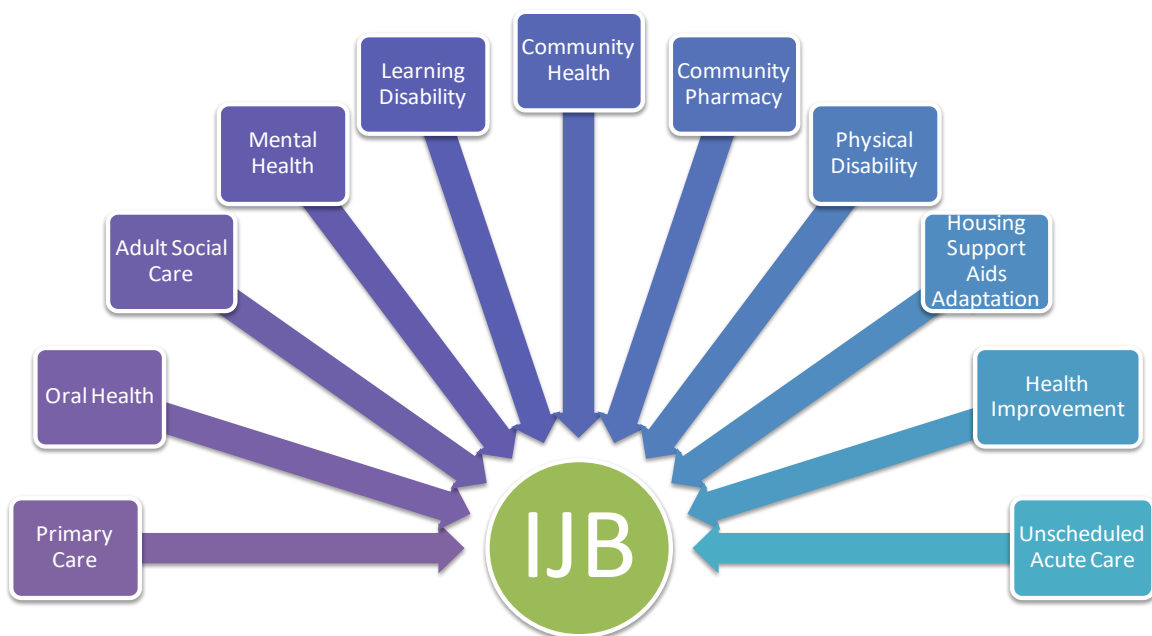 Primary
Care
Oral Health
Adult Social
Care
Mental
Health
Learning
Disability
Community
Health
Community
Pharmacy
Physical
Disability
Housing
Support
Aids
Adaptation
Health
Improvement
Unscheduled
Acute Care
IJB